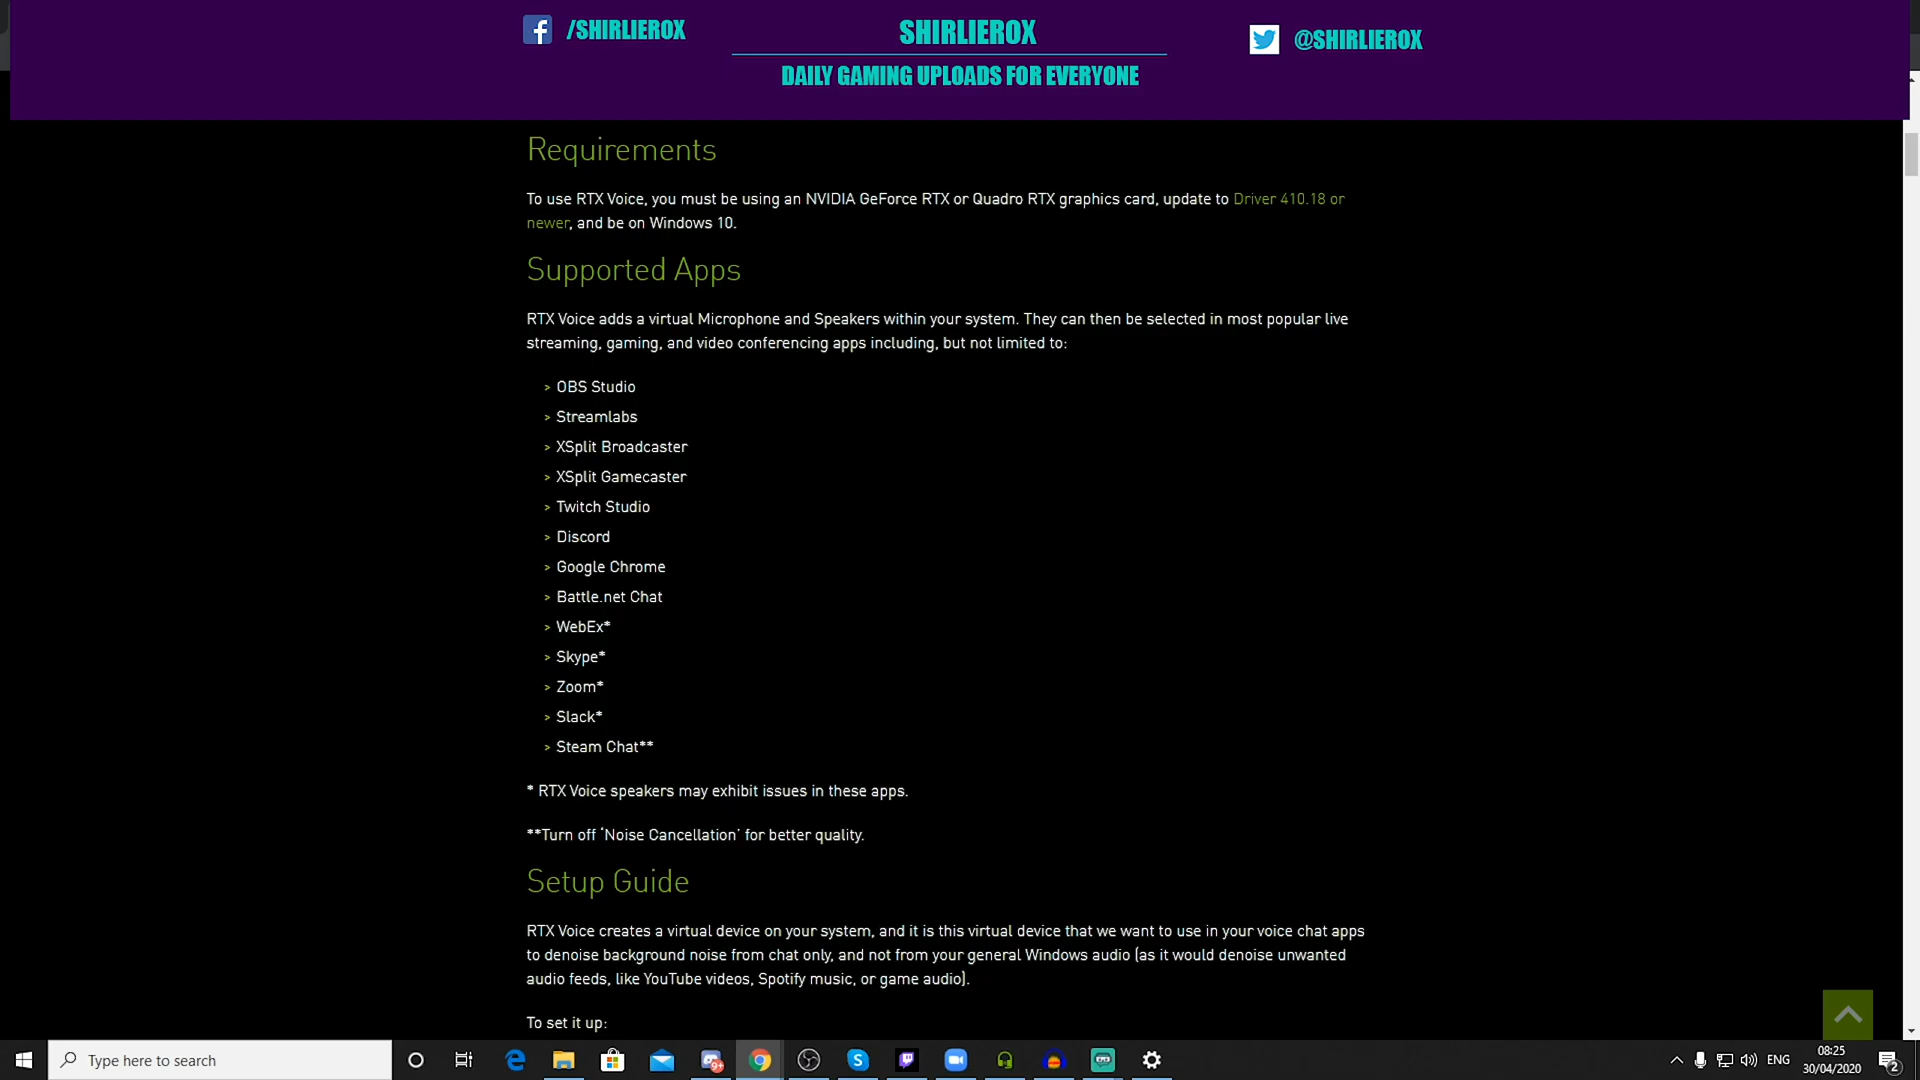 /SHIRLIEROX
SHIRLIEROX
DAILY GAMING UPLOADS FOR EVERYONE
@SHIRLIEROX
Requirements
To use RTX Voice, you must be using an NVIDIA GeForce RTX or Quadro RTX graphics card, update to Driver 410.18 or
newer, and be on Windows 10.
Supported Apps
RTX Voice adds a virtual Microphone and Speakers within your system. They can then be selected in most popular live
streaming, gaming, and video conferencing apps including, but not limited to:
> OBS Studio
> Streamlabs
> XSplit Broadcaster
> XSplit Gamecaster
> Twitch Studio
> Discord
> Google Chrome
> Battle.net Chat
> WebEx*
> Skype*
> Zoom*
> Slack*
> Steam Chat**
* RTX Voice speakers may exhibit issues in these apps.
**Turn off 'Noise Cancellation' for better quality.
Setup Guide
RTX Voice creates a virtual device on your system, and it is this virtual device that we want to use in your voice chat apps
to denoise background noise from chat only, and not from your general Windows audio (as it would denoise unwanted
audio feeds, like YouTube videos, Spotify music, or game audio).
To set it up:
Type here to search
9+
ENG
08:25
30/04/2020
2